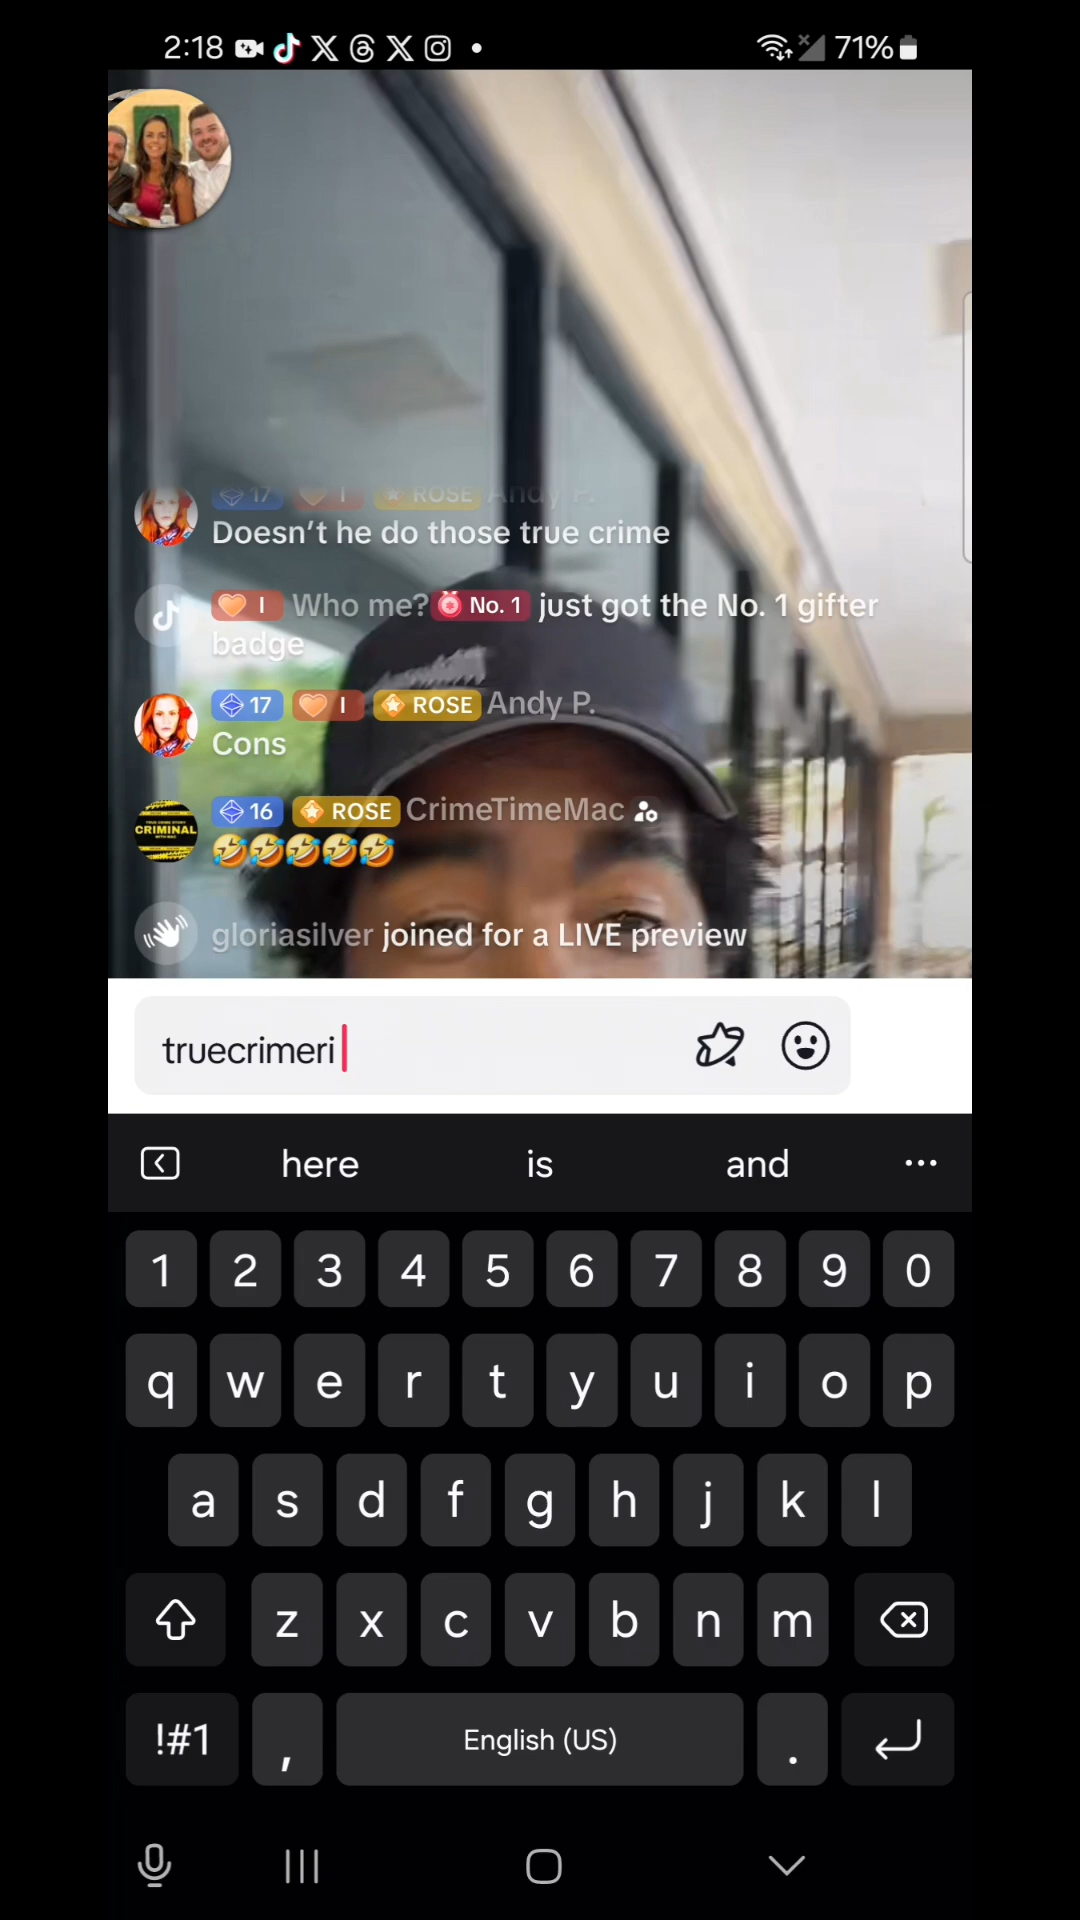 2:18
71%
17 I ROSE Andy P.
Doesn’t he do those true crime
I Who me? No. 1 just got the No. 1 gifter
badge
17 I ROSE Andy P.
Cons
CRIMINAL
16 ROSE CrimeTimeMac
🤣🤣🤣🤣🤣
gloriasilver joined for a LIVE preview
truecrimeri
here is and
1 2 3 4 5 6 7 8 9 0
q w e r t y u i o p
a s d f g h j k l
z x c v b n m
!#1 , English (US) .